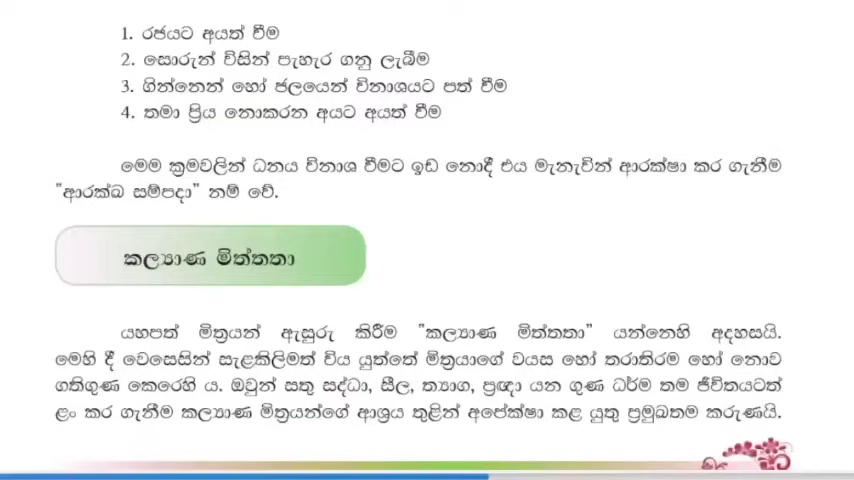 1. රජයට අයත් වීම
2. සොරුන් විසින් පැහැර ගනු ලැබීම
3. ගින්නෙන් හෝ ජලයෙන් විනාශයට පත් වීම
4. තමා ප්‍රිය නොකරන අයට අයත් වීම
මෙම ක්‍රමවලින් ධනය විනාශ වීමට ඉඩ නොදී එය මැනැවින් ආරක්ෂා කර ගැනීම
"ආරක්ඛ සම්පදා" නම් වේ.
කල්‍යාණ මිත්තතා
යහපත් මිත්‍රයන් ඇසුරු කිරීම "කල්‍යාණ මිත්තතා" යන්නෙහි අදහසයි.
මෙහි දී වෙසෙසින් සැළකිලිමත් විය යුත්තේ මිත්‍රයාගේ වයස හෝ තරාතිරම හෝ නොව
ගතිගුණ කෙරෙහි ය. ඔවුන් සතු සද්ධා, සීල, ත්‍යාග, ප්‍රඥා යන ගුණ ධර්ම තම ජීවිතයටත්
ළං කර ගැනීම කල්‍යාණ මිත්‍රයන්ගේ ආශ්‍රය තුළින් අපේක්ෂා කළ යුතු ප්‍රමුඛතම කරුණයි.